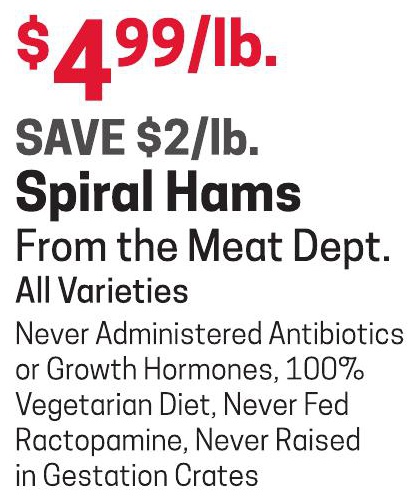 $4.99/lb.
SAVE $2/lb.
Spiral Hams
From the Meat Dept.
All Varieties
Never Administered Antibiotics
or Growth Hormones, 100%
Vegetarian Diet, Never Fed
Ractopamine, Never Raised
in Gestation Crates